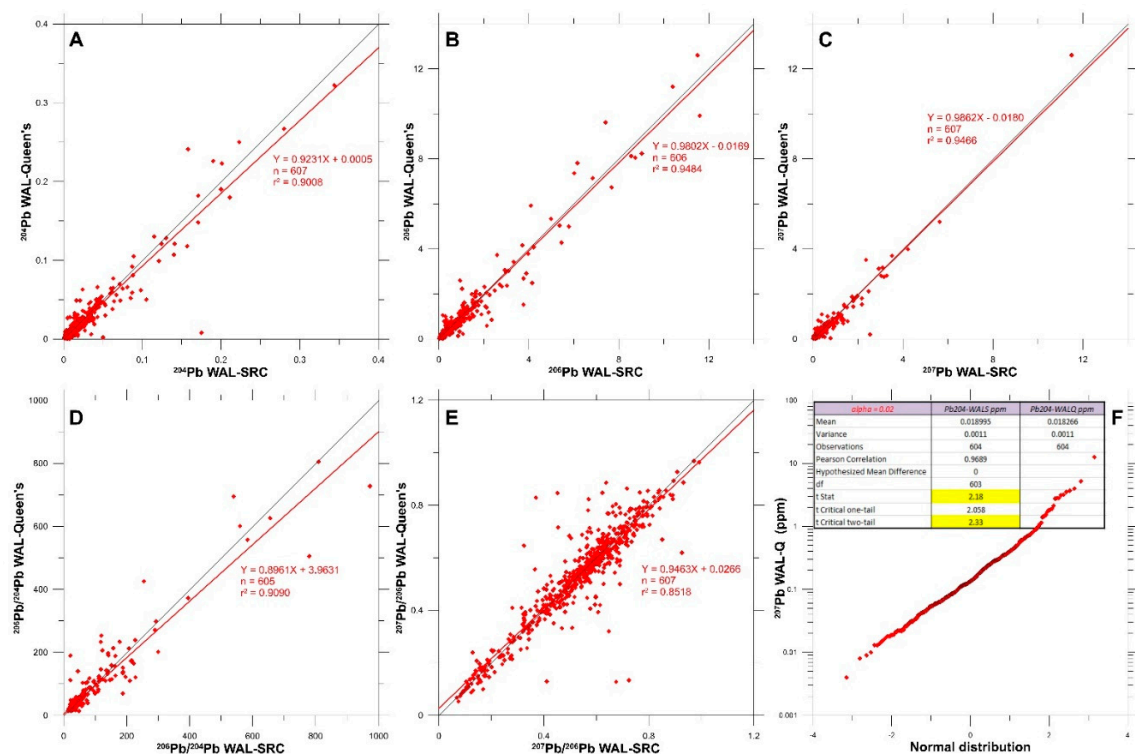 A
0.4
0.3
0.2
0.1
0
0
0.1
0.2
0.3
0.4
²⁰⁴Pb WAL-Queen's
²⁰⁴Pb WAL-SRC
Y = 0.9231X + 0.0005
n = 607
r² = 0.9008
B
12
8
4
0
0
4
8
12
²⁰⁶Pb WAL-Queen's
²⁰⁶Pb WAL-SRC
Y = 0.9802X - 0.0169
n = 606
r² = 0.9484
C
12
8
4
0
0
4
8
12
²⁰⁷Pb WAL-Queen's
²⁰⁷Pb WAL-SRC
Y = 0.9862X - 0.0180
n = 607
r² = 0.9466
D
1000
800
600
400
200
0
0
200
400
600
800
1000
²⁰⁶Pb/²⁰⁴Pb WAL-Queen's
²⁰⁶Pb/²⁰⁴Pb WAL-SRC
Y = 0.8961X + 3.9631
n = 605
r² = 0.9090
E
1.2
0.8
0.4
0
0
0.4
0.8
1.2
²⁰⁷Pb/²⁰⁶Pb WAL-Queen's
²⁰⁷Pb/²⁰⁶Pb WAL-SRC
Y = 0.9463X + 0.0266
n = 607
r² = 0.8518
F
100
10
1
0.1
0.01
0.001
-4
-2
0
2
4
²⁰⁷Pb WAL-Q (ppm)
Normal distribution
alpha = 0.02 Pb204-WALS ppm Pb204-WALQ ppm
Mean 0.018995 0.018266
Variance 0.0011 0.0011
Observations 604 604
Pearson Correlation 0.9689
Hypothesized Mean Difference 0
df 603
t Stat 2.18
t Critical one-tail 2.058
t Critical two-tail 2.33